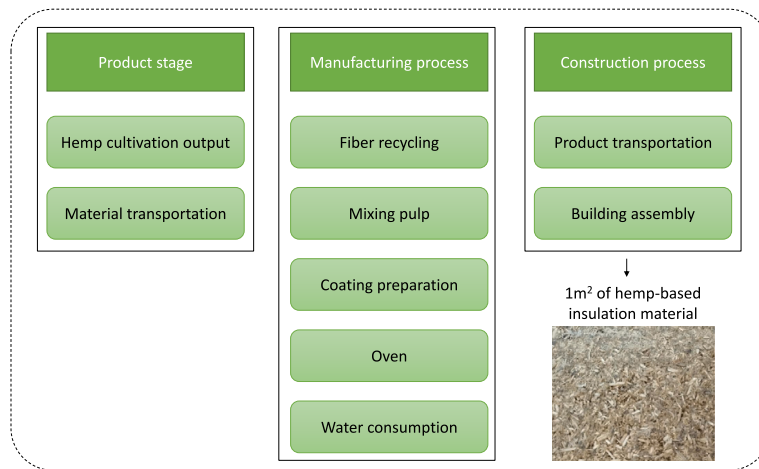 Product stage
Hemp cultivation output
Material transportation
Manufacturing process
Fiber recycling
Mixing pulp
Coating preparation
Oven
Water consumption
Construction process
Product transportation
Building assembly
1m² of hemp-based
insulation material